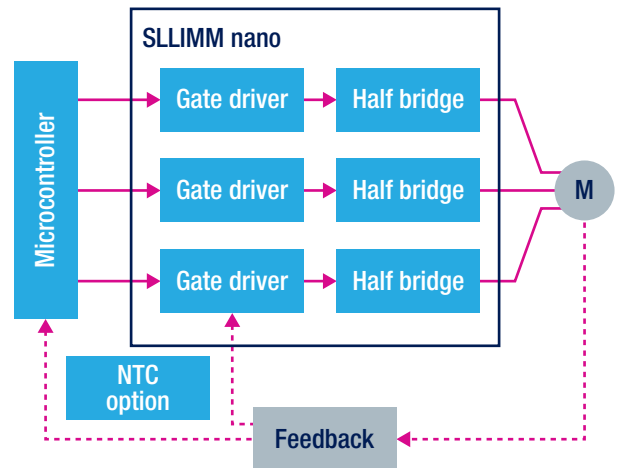 SLLIMM nano
Microcontroller
Gate driver
Half bridge
Gate driver
Half bridge
M
Gate driver
Half bridge
NTC
option
Feedback